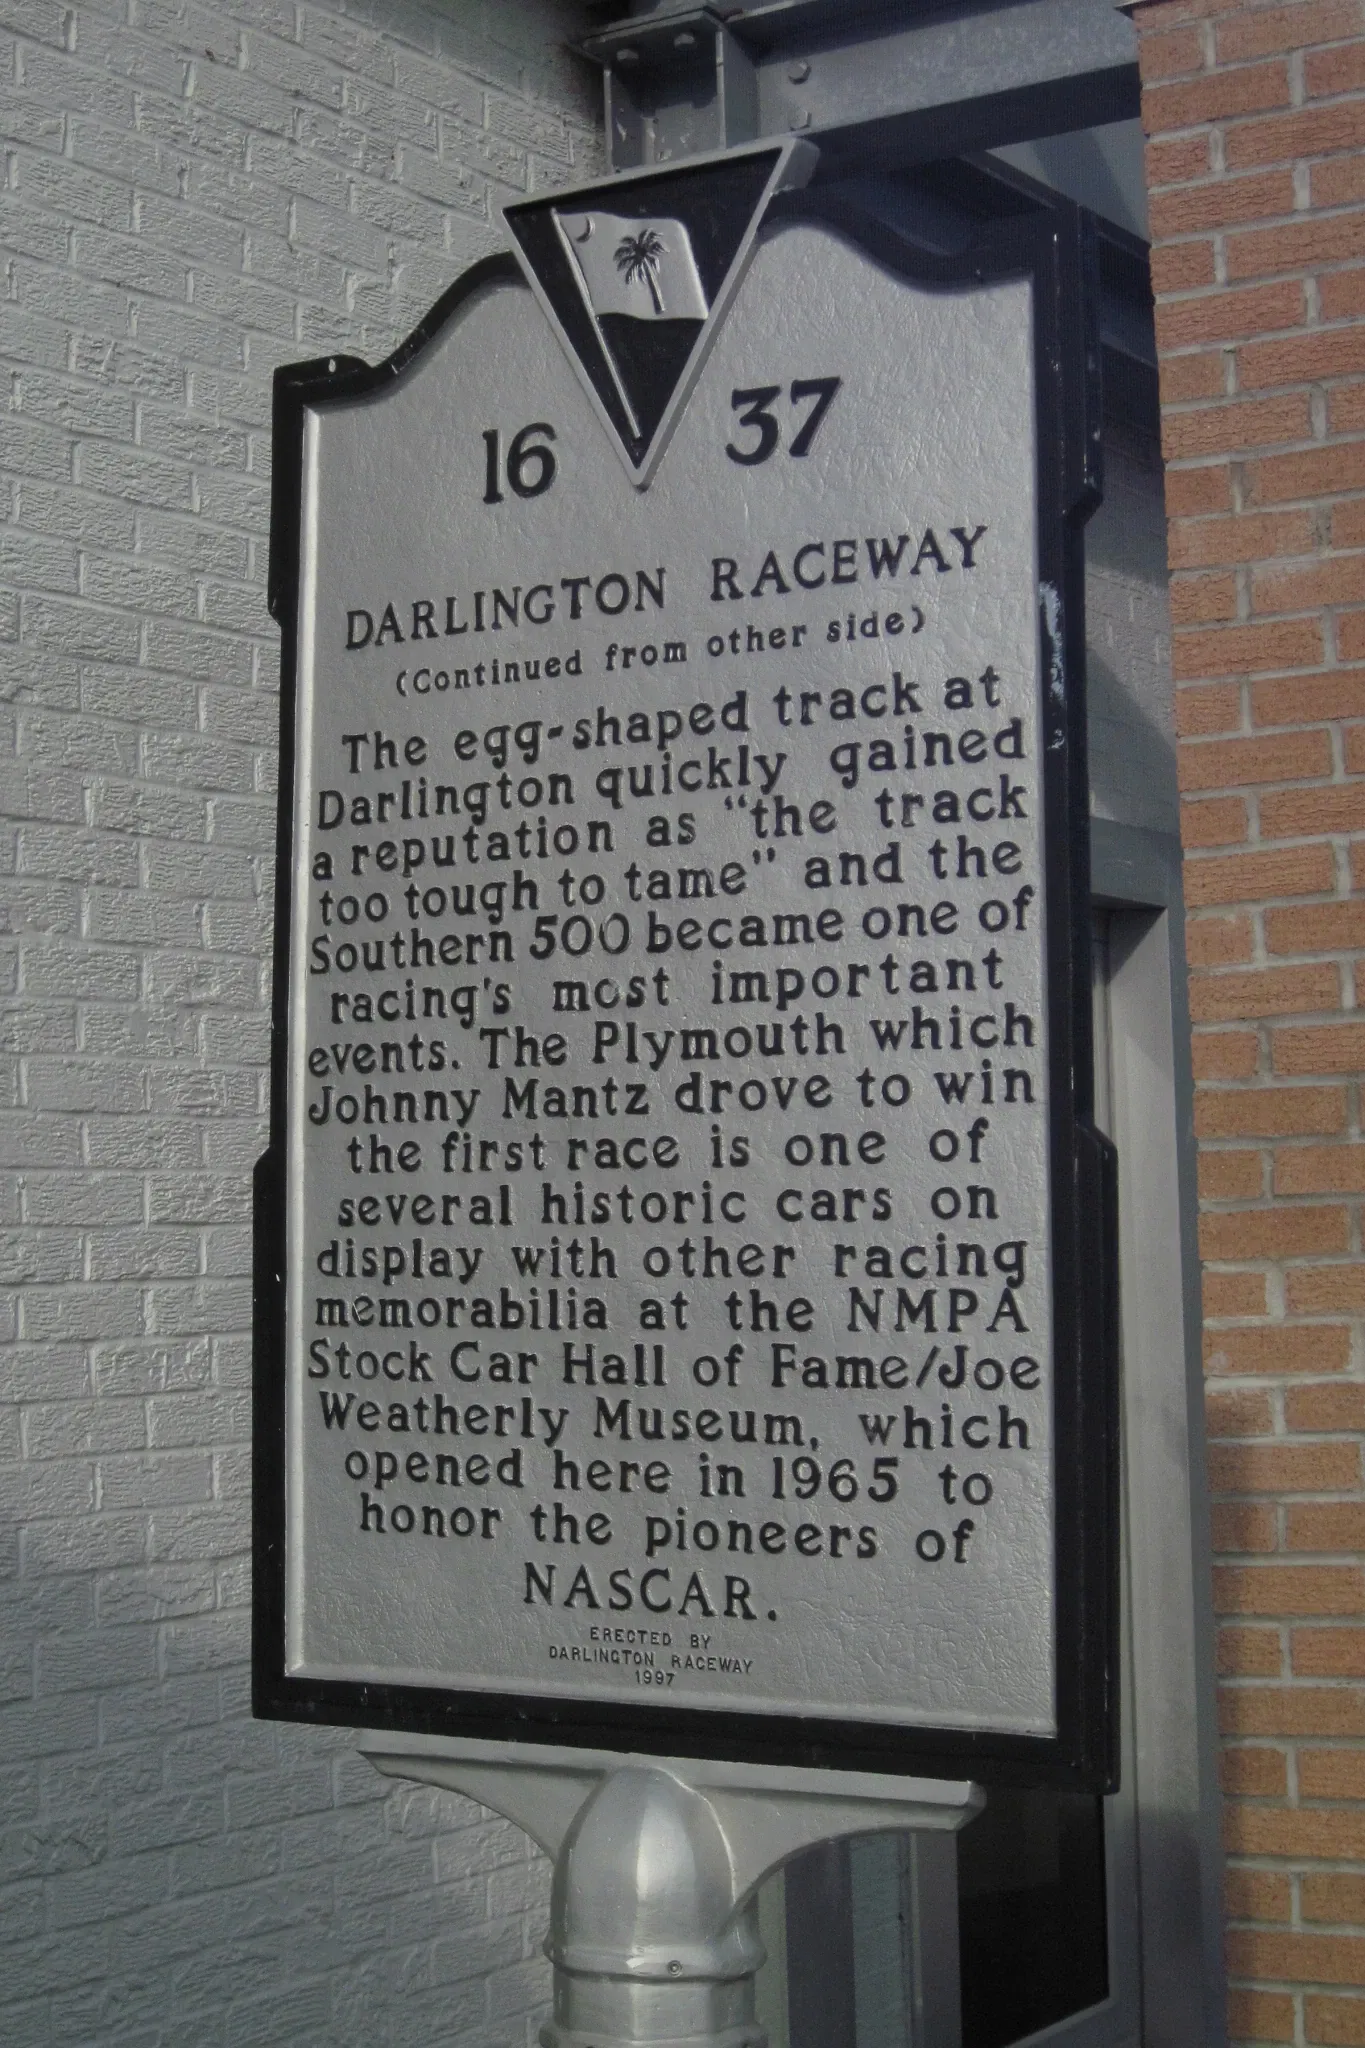 16 37
DARLINGTON RACEWAY
(Continued from other side)
The egg-shaped track at
Darlington quickly gained
a reputation as "the track
too tough to tame" and the
Southern 500 became one of
racing's most important
events. The Plymouth which
Johnny Mantz drove to win
the first race is one of
several historic cars on
display with other racing
memorabilia at the NMPA
Stock Car Hall of Fame/Joe
Weatherly Museum, which
opened here in 1965 to
honor the pioneers of
NASCAR.
ERECTED BY
DARLINGTON RACEWAY
1997